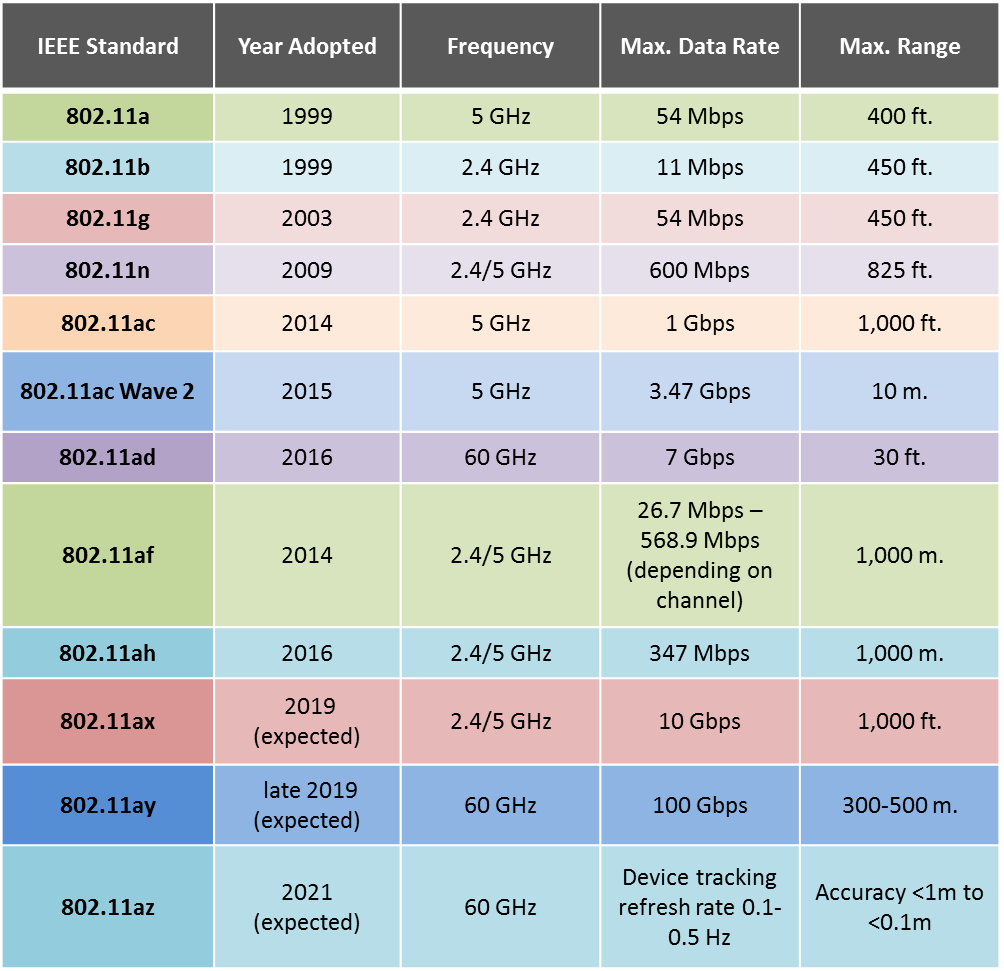 IEEE Standard Year Adopted Frequency Max. Data Rate Max. Range
802.11a 1999 5 GHz 54 Mbps 400 ft.
802.11b 1999 2.4 GHz 11 Mbps 450 ft.
802.11g 2003 2.4 GHz 54 Mbps 450 ft.
802.11n 2009 2.4/5 GHz 600 Mbps 825 ft.
802.11ac 2014 5 GHz 1 Gbps 1,000 ft.
802.11ac Wave 2 2015 5 GHz 3.47 Gbps 10 m.
802.11ad 2016 60 GHz 7 Gbps 30 ft.
802.11af 2014 2.4/5 GHz 26.7 Mbps –
568.9 Mbps
(depending on
channel)
1,000 m.
802.11ah 2016 2.4/5 GHz 347 Mbps 1,000 m.
802.11ax 2019
(expected)
2.4/5 GHz 10 Gbps 1,000 ft.
802.11ay late 2019
(expected)
60 GHz 100 Gbps 300-500 m.
802.11az 2021
(expected)
60 GHz Device tracking
refresh rate 0.1-
0.5 Hz
Accuracy <1m to
<0.1m